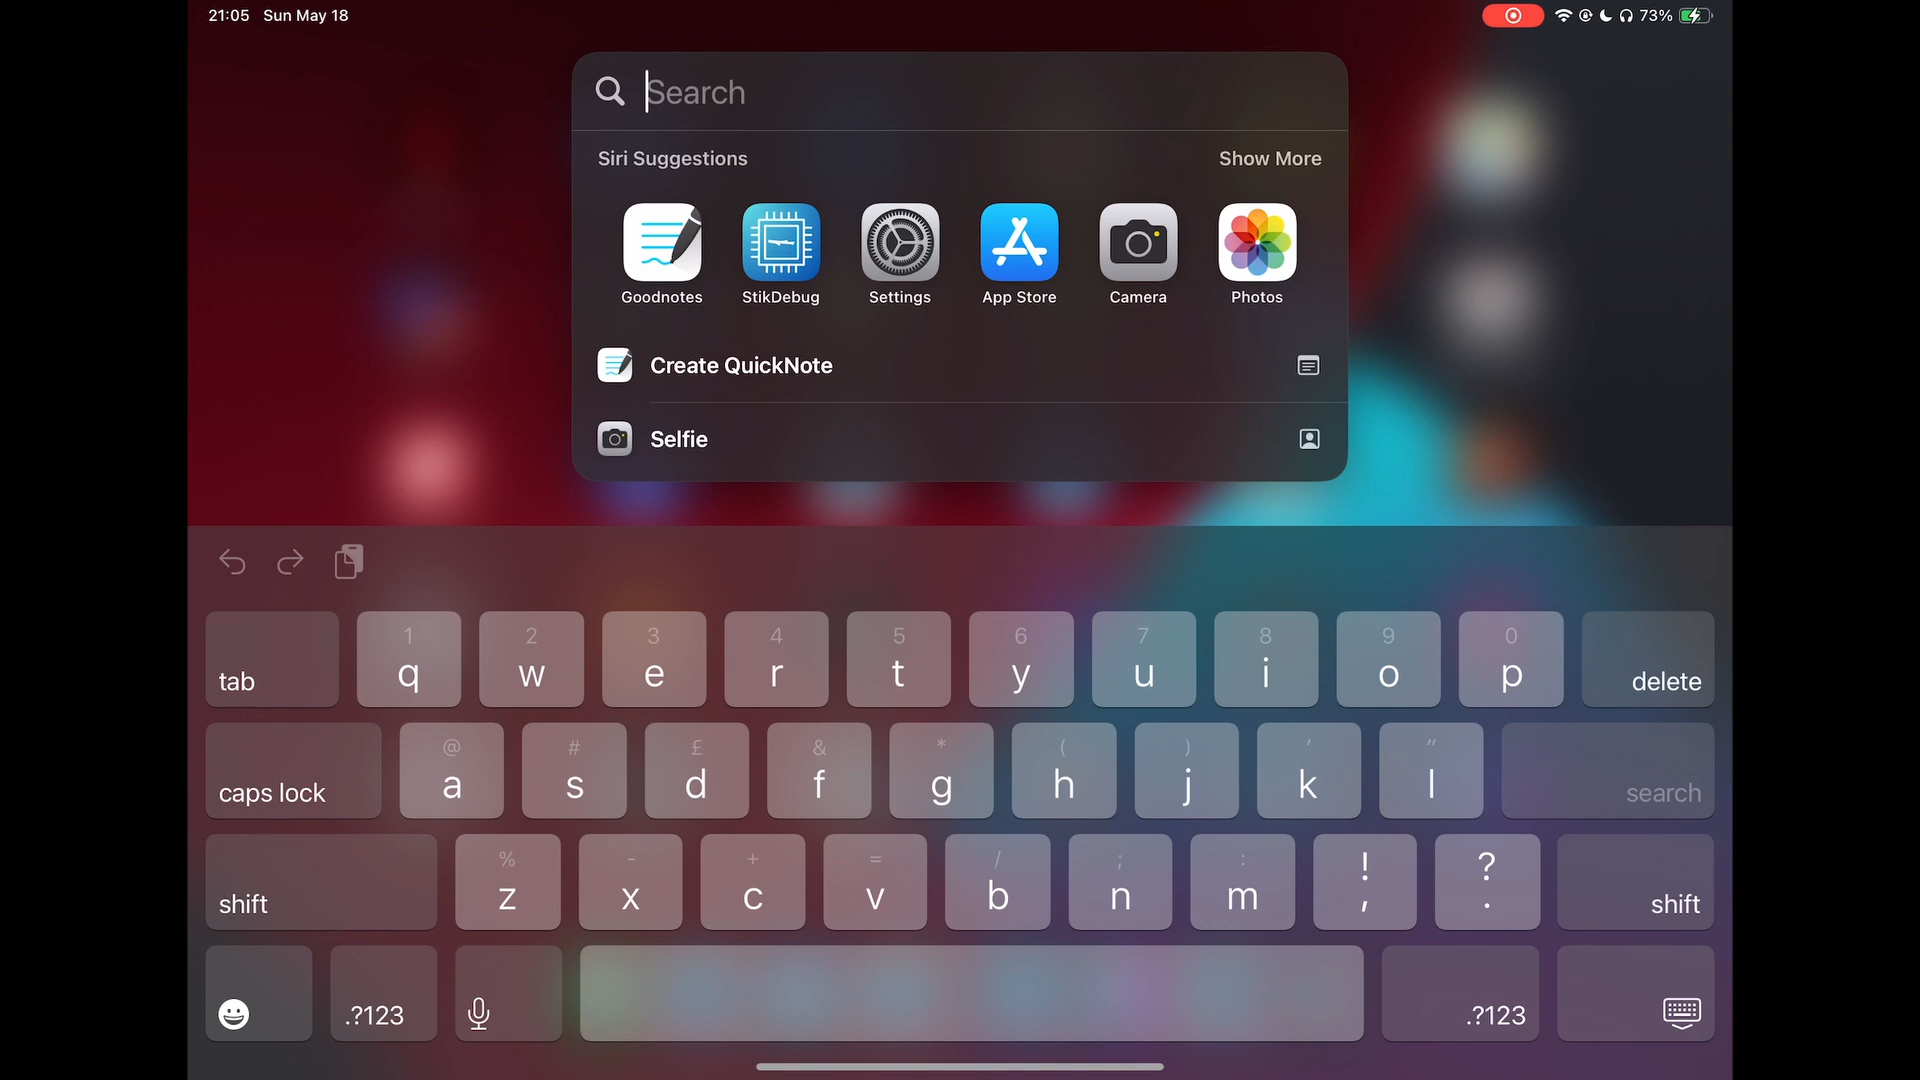 21:05 Sun May 18
73%
Search
Siri Suggestions
Show More
Goodnotes
StikDebug
Settings
App Store
Camera
Photos
Create QuickNote
Selfie
1 2 3 4 5 6 7 8 9 0
tab q w e r t y u i o p delete
@ # £ & * ( ) ' "
caps lock a s d f g h j k l search
% - + = / ; : ! ?
shift z x c v b n m , . shift
.?123 .?123